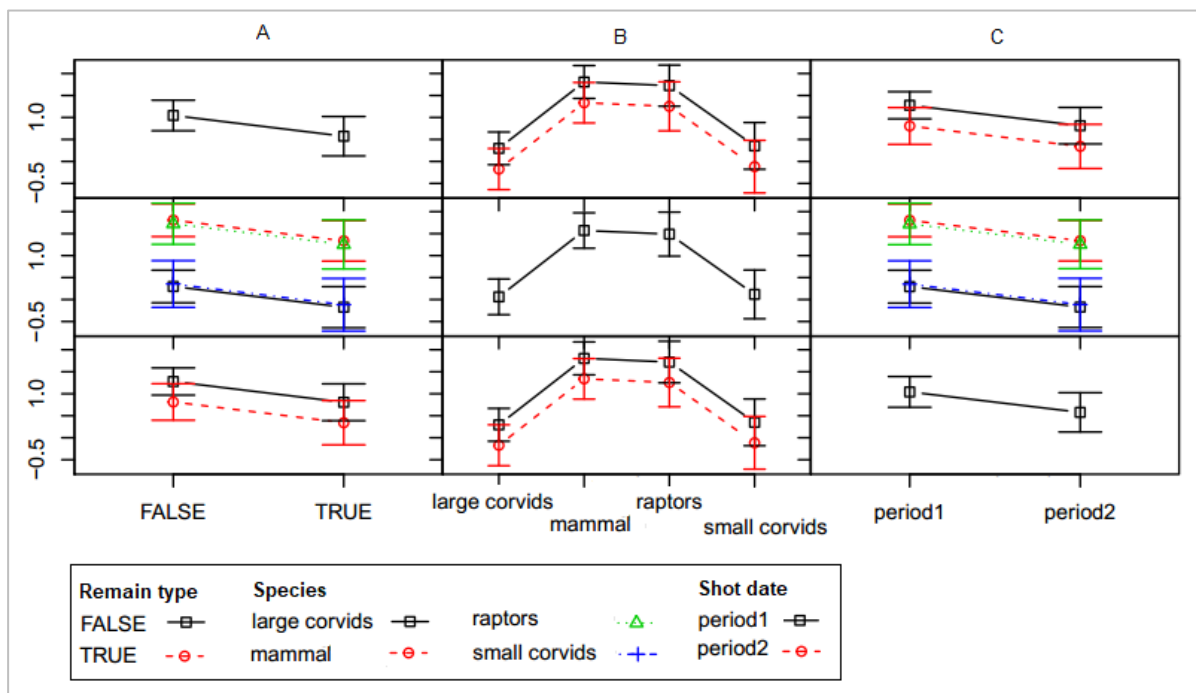 A B C
1.0
−0.5
1.0
−0.5
1.0
−0.5
FALSE TRUE large corvids mammal raptors small corvids period1 period2
Remain type Species Shot date
FALSE large corvids raptors period1
TRUE mammal small corvids period2